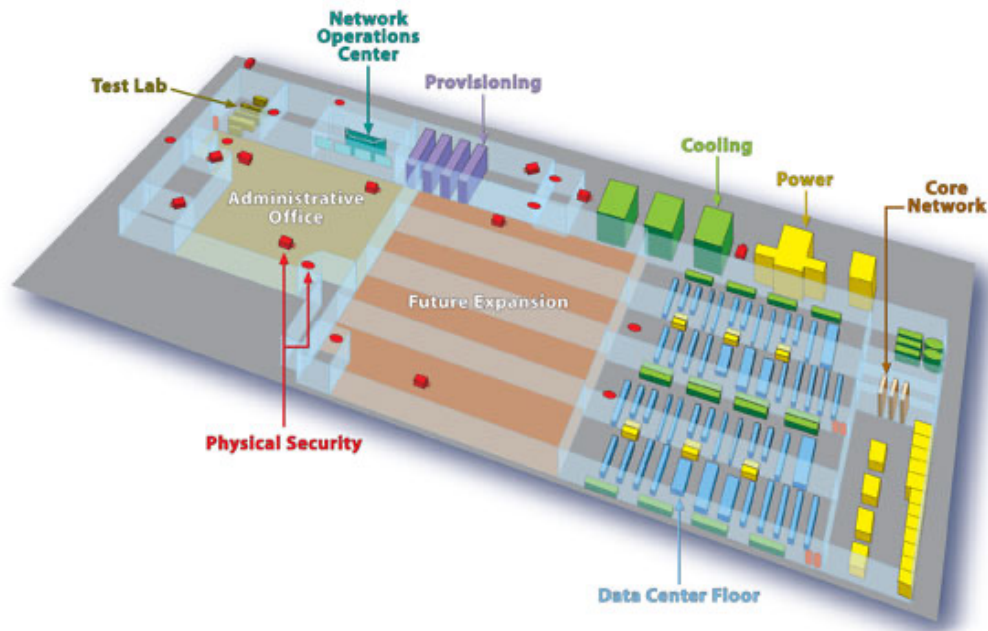 Network
Operations
Center
Test Lab
Provisioning
Cooling
Power
Core
Network
Administrative
Office
Future Expansion
Physical Security
Data Center Floor